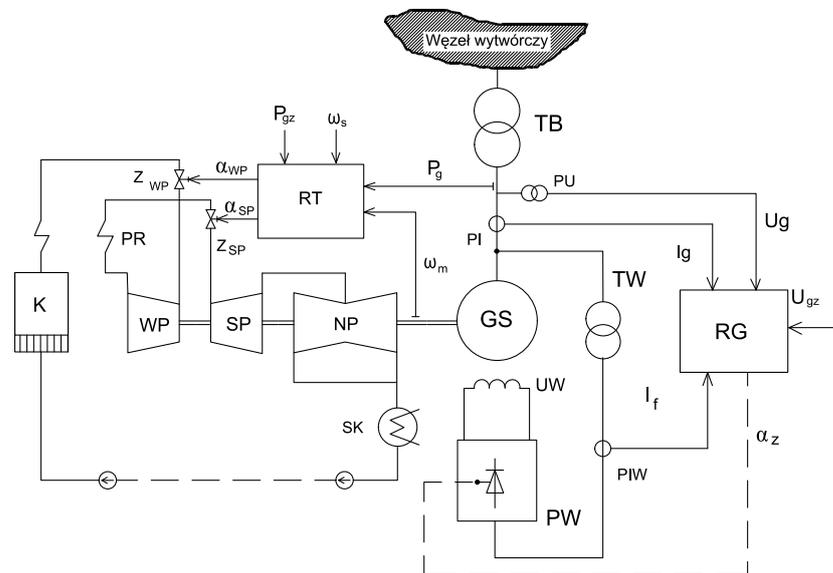 Węzeł wytwórczy
TB
P_gz
ω_s
Z_WP
α_WP
RT
P_g
PU
α_SP
Z_SP
PR
PI
Ug
Ig
ω_m
TW
K
WP
SP
NP
GS
U_gz
RG
UW
I_f
SK
α_z
PIW
PW